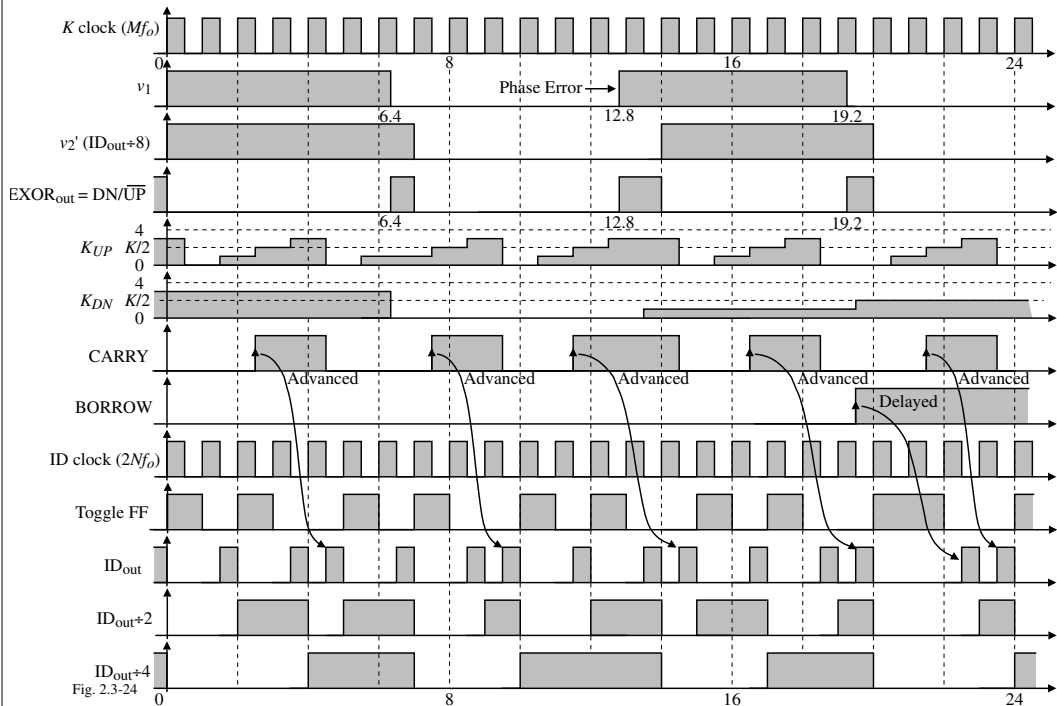 K clock (Mfo)
0 8 16 24
v1
Phase Error
6.4 12.8 19.2
v2' (IDout÷8)
EXORout = DN/U̅P̅
6.4 12.8 19.2
4
KUP K/2
0
4
KDN K/2
0
CARRY
Advanced Advanced Advanced Advanced Advanced
BORROW
Delayed
ID clock (2Nfo)
Toggle FF
IDout
IDout÷2
IDout÷4
Fig. 2.3-24
0 8 16 24